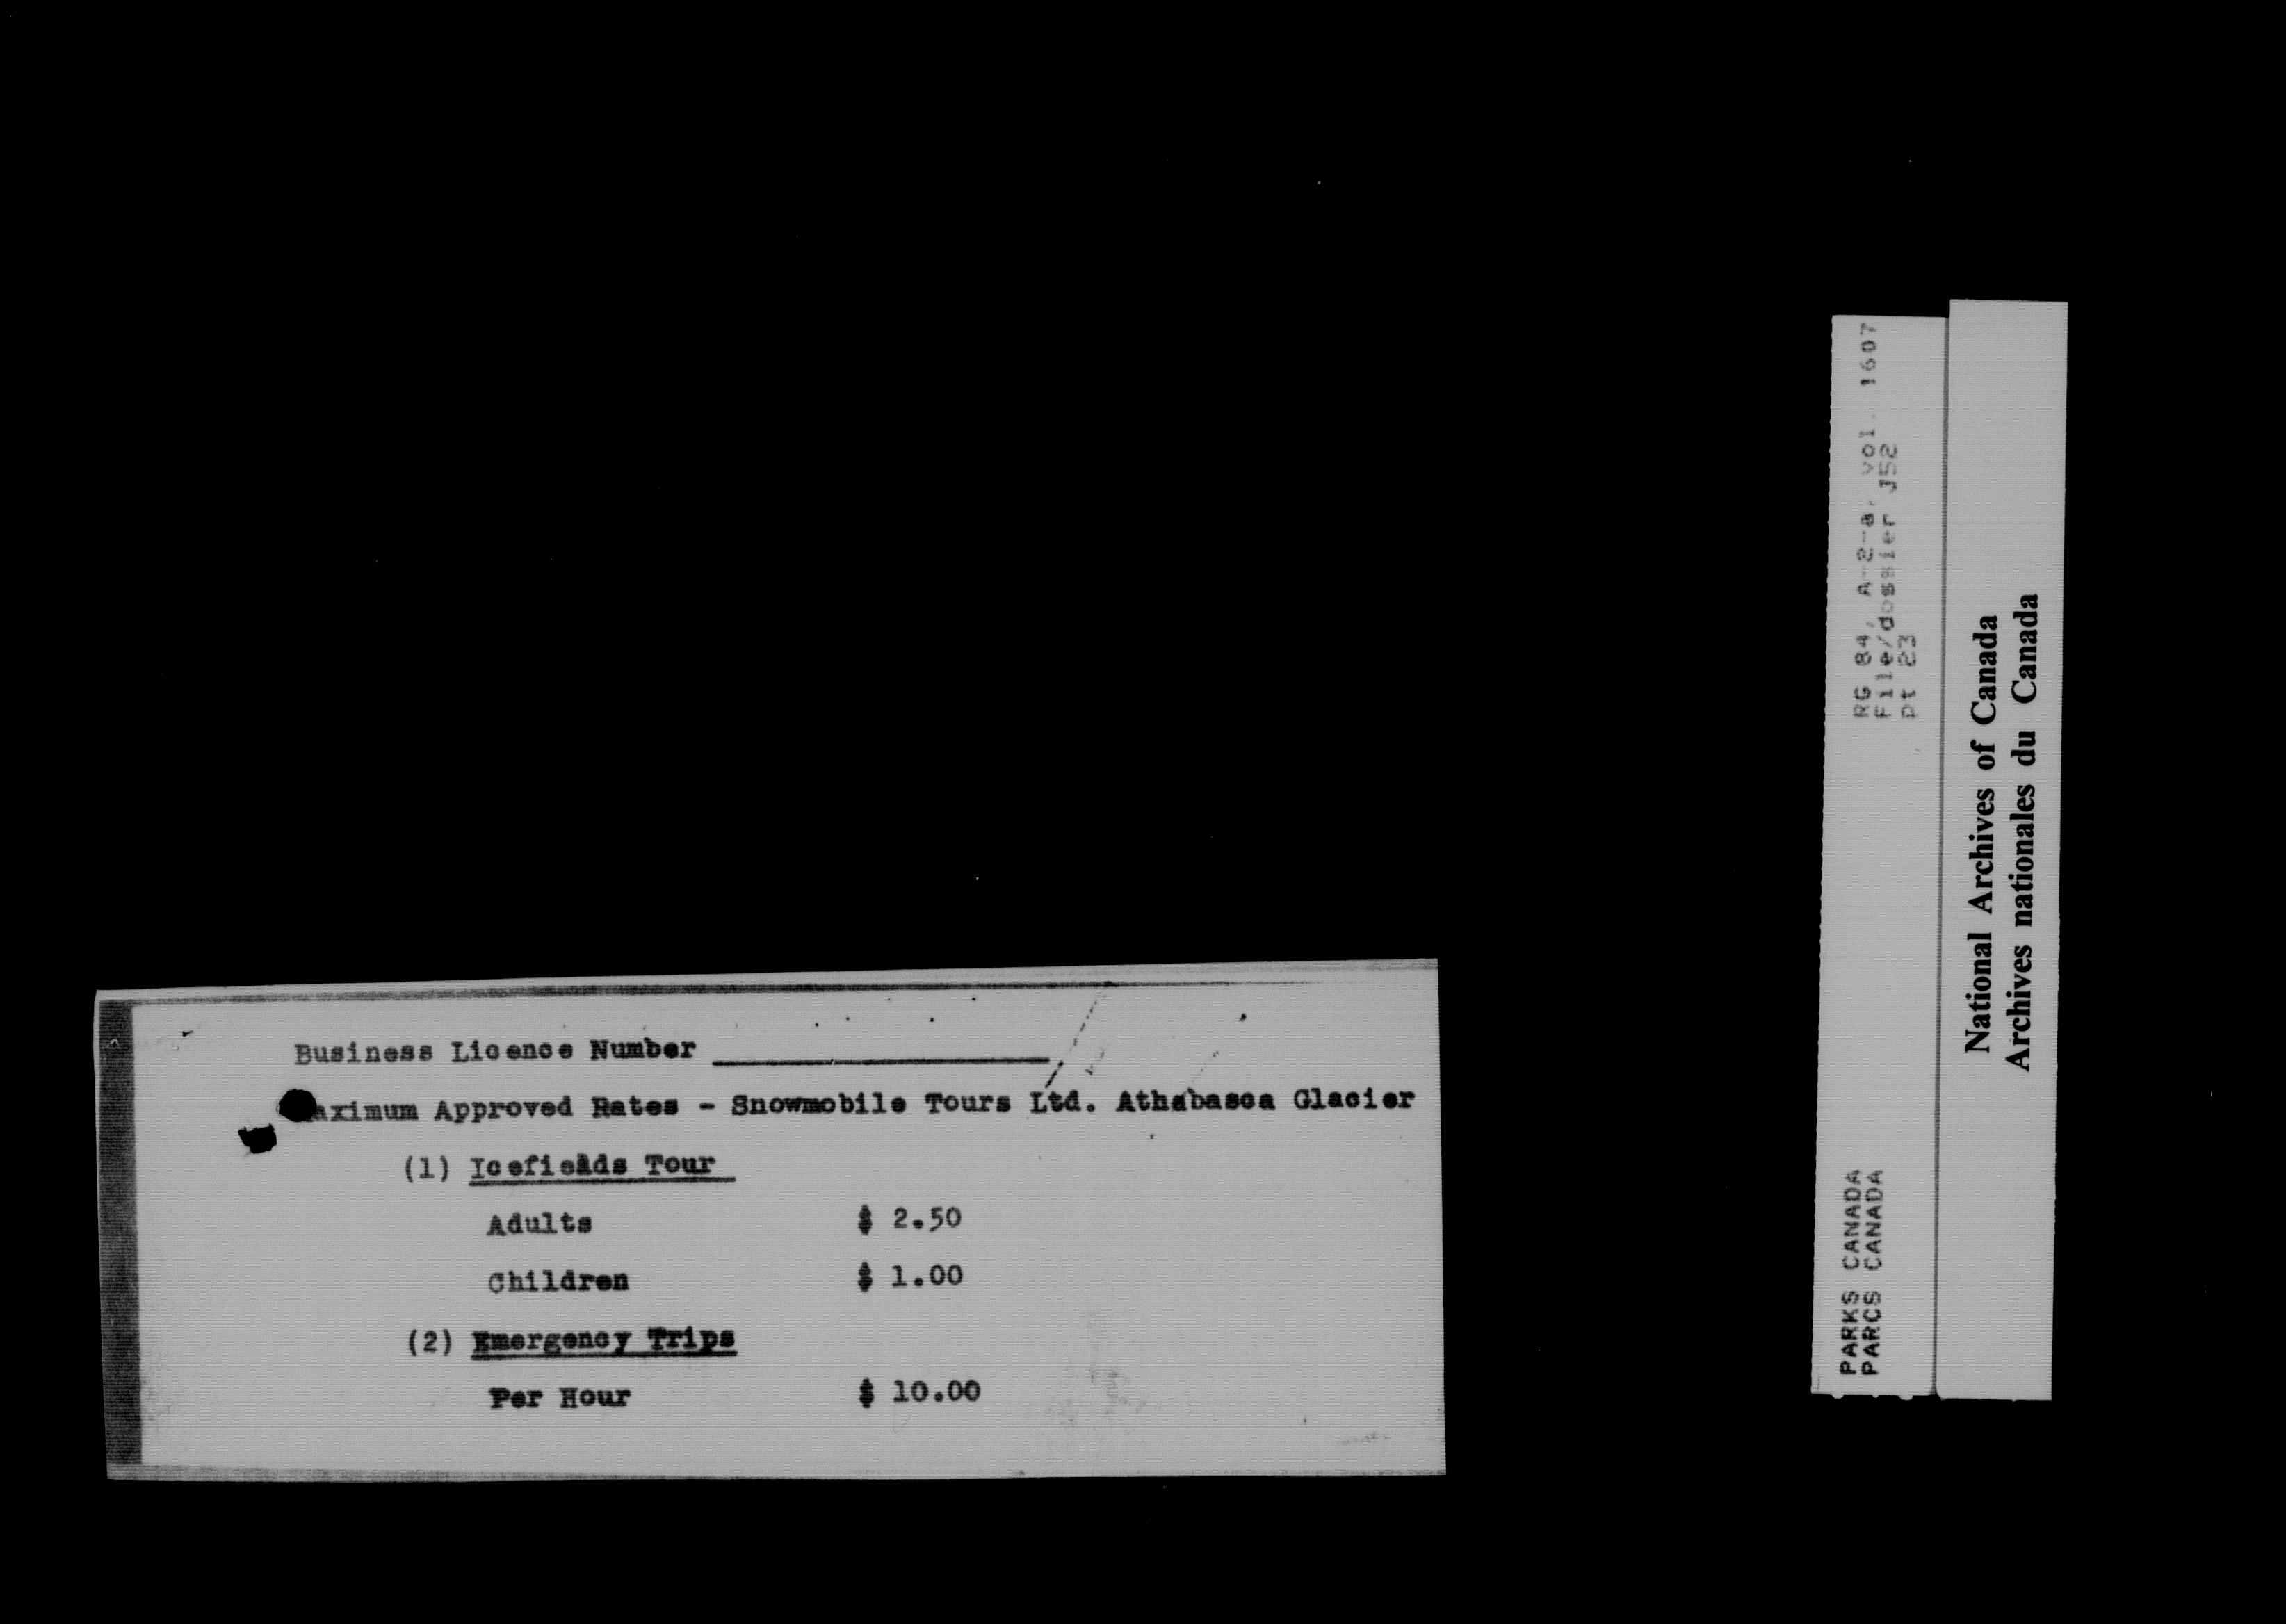 Business Licence Number
Maximum Approved Rates - Snowmobile Tours Ltd. Athabasca Glacier
(1) Icefields Tour
Adults $ 2.50
Children $ 1.00
(2) Emergency Trips
Per Hour $ 10.00
PARKS CANADA
PARCS CANADA
RG 84, A-2-a, vol. 1607
File/dossier J52
pt 23
National Archives of Canada
Archives nationales du Canada